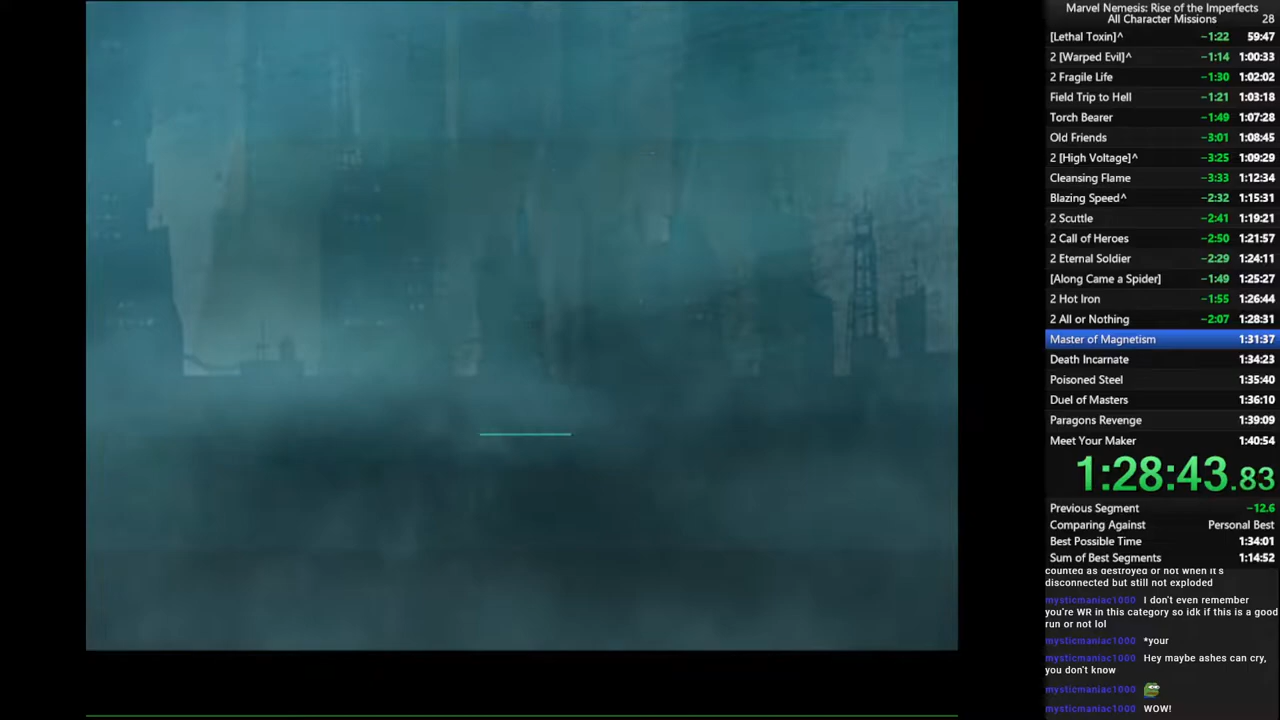 Marvel Nemesis: Rise of the Imperfects
All Character Missions 28
[Lethal Toxin]^ -1:22 59:47
2 [Warped Evil]^ -1:14 1:00:33
2 Fragile Life -1:30 1:02:02
Field Trip to Hell -1:21 1:03:18
Torch Bearer -1:49 1:07:28
Old Friends -3:01 1:08:45
2 [High Voltage]^ -3:25 1:09:29
Cleansing Flame -3:33 1:12:34
Blazing Speed^ -2:32 1:15:31
2 Scuttle -2:41 1:19:21
2 Call of Heroes -2:50 1:21:57
2 Eternal Soldier -2:29 1:24:11
[Along Came a Spider] -1:49 1:25:27
2 Hot Iron -1:55 1:26:44
2 All or Nothing -2:07 1:28:31
Master of Magnetism 1:31:37
Death Incarnate 1:34:23
Poisoned Steel 1:35:40
Duel of Masters 1:36:10
Paragons Revenge 1:39:09
Meet Your Maker 1:40:54
1:28:43.83
Previous Segment -12.6
Comparing Against Personal Best
Best Possible Time 1:34:01
Sum of Best Segments 1:14:52
counted as destroyed or not when it's
disconnected but still not exploded
mysticmaniac1000 I don't even remember
you're WR in this category so idk if this is a good
run or not lol
mysticmaniac1000 *your
mysticmaniac1000 Hey maybe ashes can cry,
you don't know
mysticmaniac1000
mysticmaniac1000 WOW!